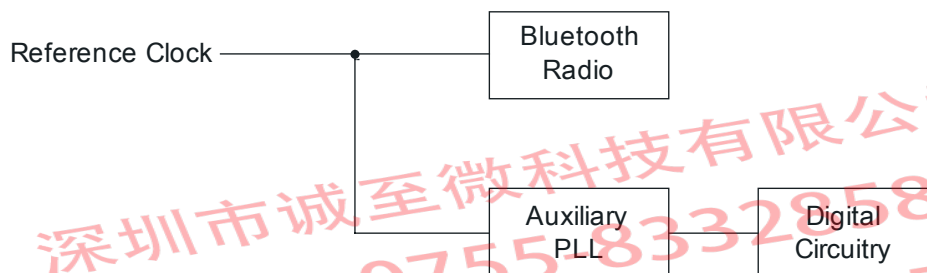 Reference Clock
Bluetooth
Radio
深圳市诚至微科技有限公
Auxiliary
PLL
Digital
Circuitry
0755-8332858